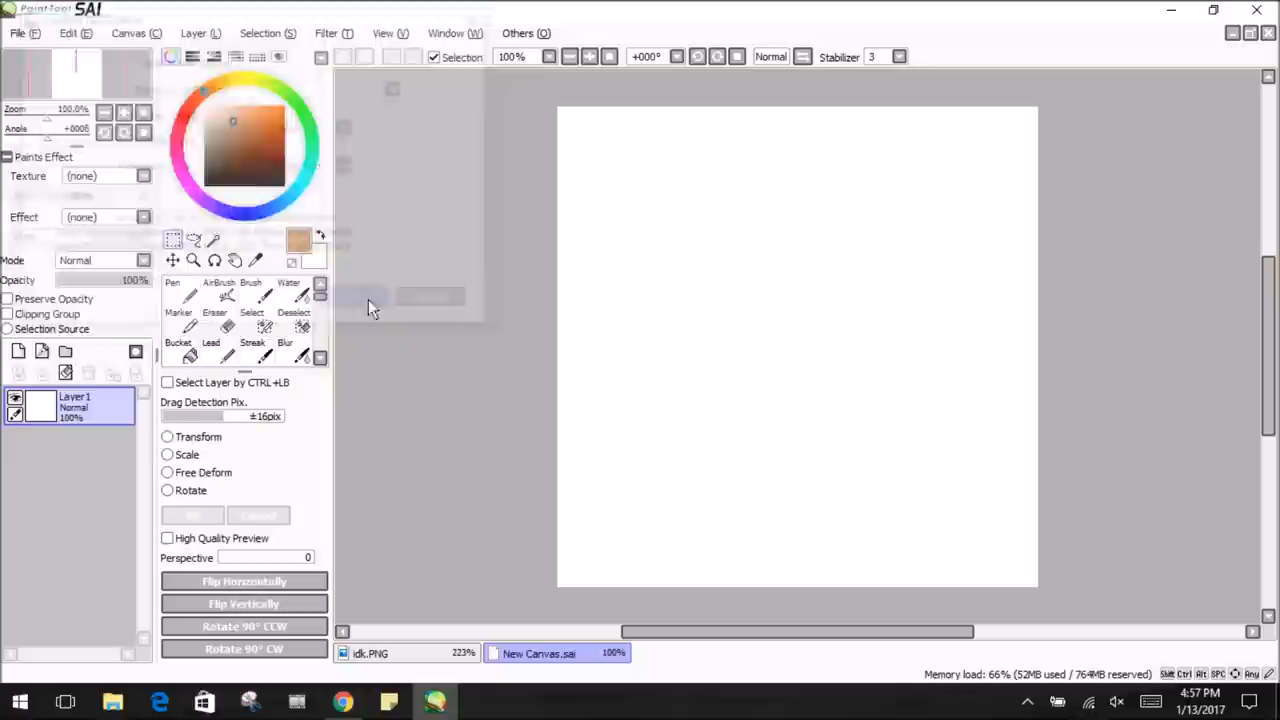 PaintTool SAI
File (F) Edit (E) Canvas (C) Layer (L) Selection (S) Filter (T) View (V) Window (W) Others (O)
Selection 100% +000° Normal Stabilizer 3
Zoom 100.0%
Angle +000§
Paints Effect
Texture (none)
Effect (none)
Mode Normal
Opacity 100%
Preserve Opacity
Clipping Group
Selection Source
Layer1
Normal
100%
Pen AirBrush Brush Water
Marker Eraser Select Deselect
Bucket Lead Streak Blur
Select Layer by CTRL+LB
Drag Detection Pix.
±16pix
Transform
Scale
Free Deform
Rotate
High Quality Preview
Perspective 0
Flip Horizontally
Flip Vertically
Rotate 90° CCW
Rotate 90° CW
idk.PNG 223% New Canvas.sai 100%
Memory load: 66% (52MB used / 764MB reserved) Shft Ctrl Alt SPC Any
4:57 PM
1/13/2017